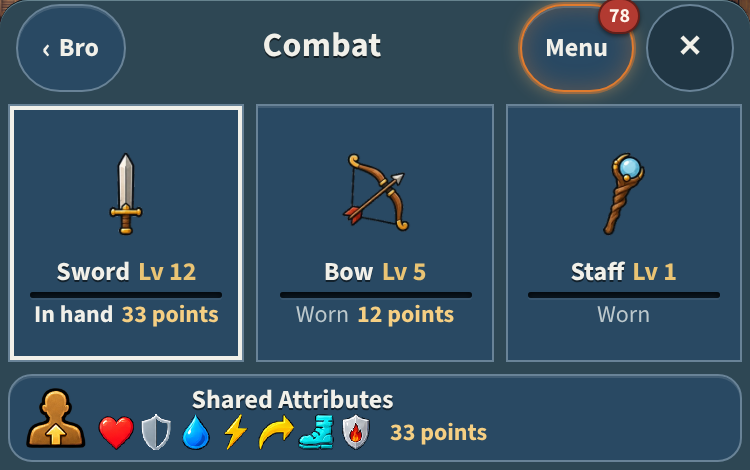 ‹ Bro
Combat
Menu
78
✕
Sword Lv 12
In hand 33 points
Bow Lv 5
Worn 12 points
Staff Lv 1
Worn
Shared Attributes
33 points